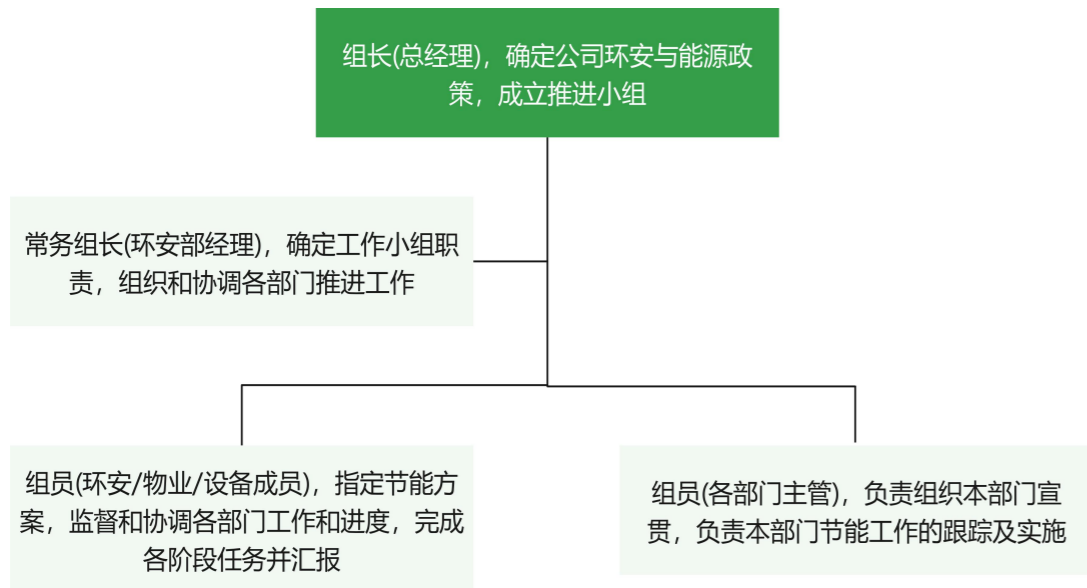 组长(总经理)，确定公司环安与能源政
策，成立推进小组
常务组长(环安部经理)，确定工作小组职
责，组织和协调各部门推进工作
组员(环安/物业/设备成员)，指定节能方
案，监督和协调各部门工作和进度，完成
各阶段任务并汇报
组员(各部门主管)，负责组织本部门宣
贯，负责本部门节能工作的跟踪及实施